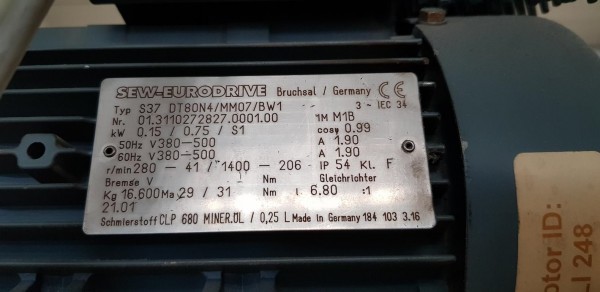 SEW-EURODRIVE Bruchsal / Germany CE
Typ S37 DT80N4/MM07/BW1 -- 3 ~ IEC 34
Nr. 01.3110272827.0001.00 IM M1B
kW 0.15 / 0.75 / S1 cosφ 0.99
50Hz V380-500 A 1.90
60Hz V380-500 A 1.90
r/min 280 - 41 / 1400 - 206 IP 54 Kl. F
Bremse V - Nm Gleichrichter
Kg 16.600 Ma 29 / 31 Nm i 6.80 :1
21.01
Schmierstoff CLP 680 MINER.ÖL / 0,25 L Made in Germany 184 103 3.16
otor ID:
LI 248